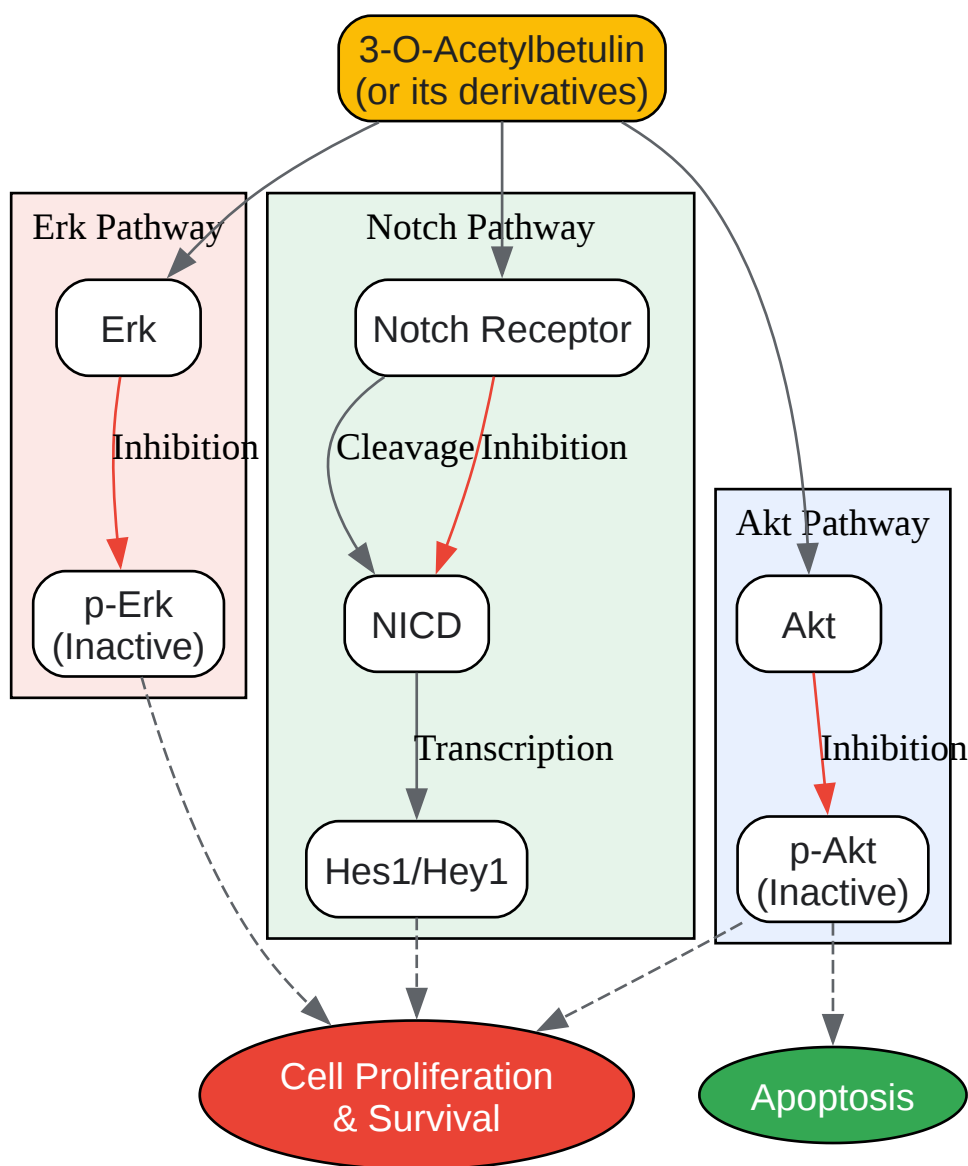 3-O-Acetylbetulin
(or its derivatives)
Erk Pathway
Notch Pathway
Erk
Notch Receptor
Inhibition
Cleavage
Inhibition
Akt Pathway
p-Erk
(Inactive)
NICD
Akt
Transcription
Inhibition
Hes1/Hey1
p-Akt
(Inactive)
Cell Proliferation
& Survival
Apoptosis